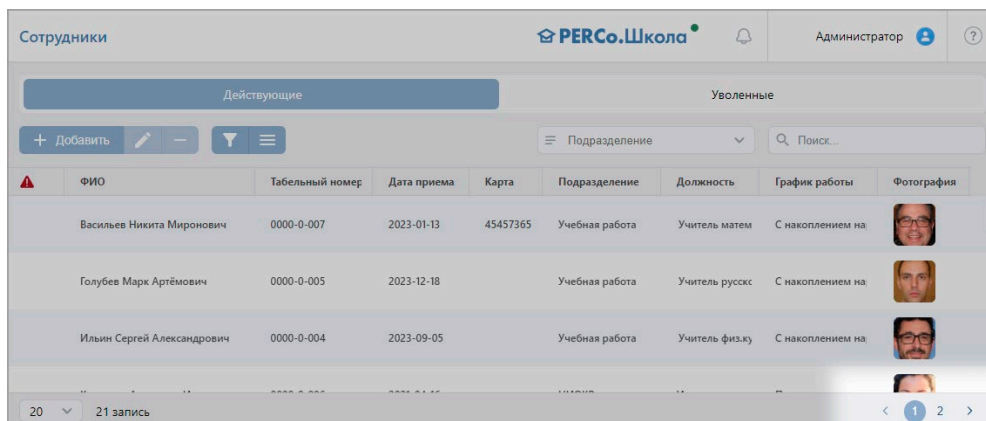 Сотрудники PERCo.Школа Администратор ?
Действующие Уволенные
+ Добавить Подразделение Поиск...
ФИО Табельный номер Дата приема Карта Подразделение Должность График работы Фотография
Васильев Никита Миронович 0000-0-007 2023-01-13 45457365 Учебная работа Учитель матем С накоплением на
Голубев Марк Артёмович 0000-0-005 2023-12-18 Учебная работа Учитель русск С накоплением на
Ильин Сергей Александрович 0000-0-004 2023-09-05 Учебная работа Учитель физ.ку С накоплением на
20 21 запись < 1 2 >